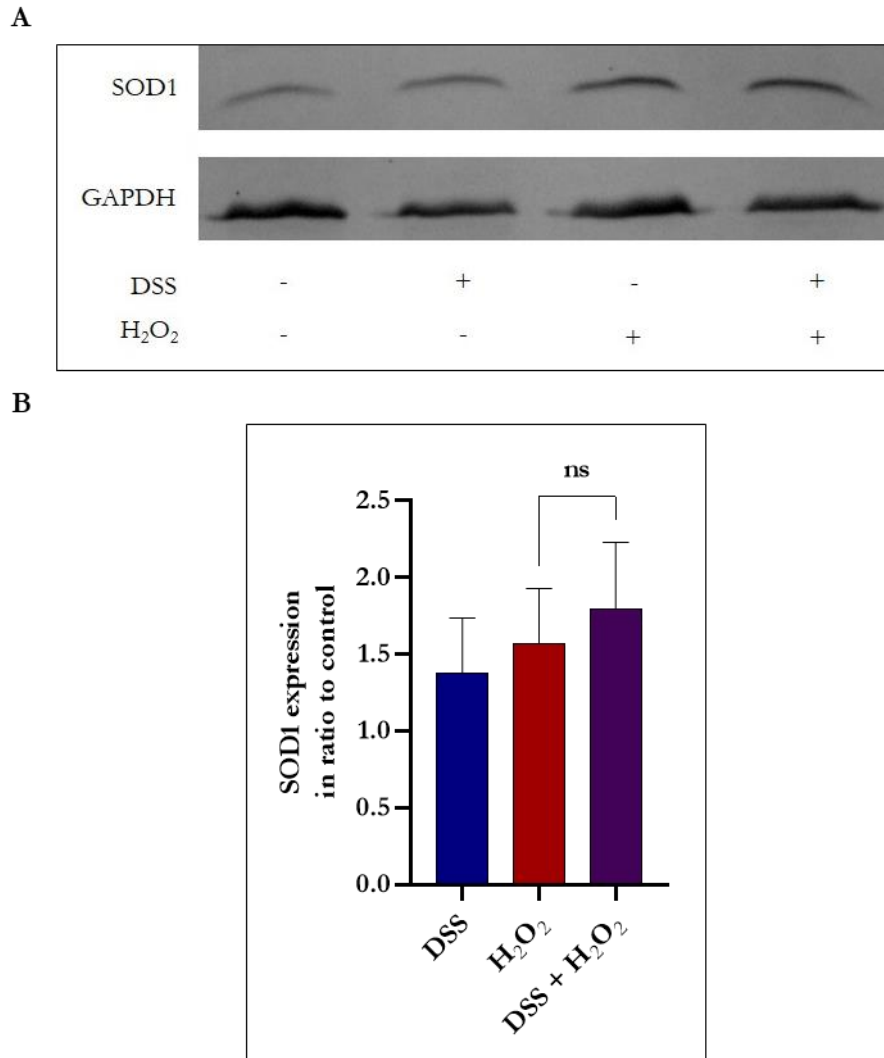 A
SOD1
GAPDH
DSS - + - +
H₂O₂ - - + +
B
ns
2.5
2.0
1.5
1.0
0.5
0.0
SOD1 expression
in ratio to control
DSS
H₂O₂
DSS + H₂O₂